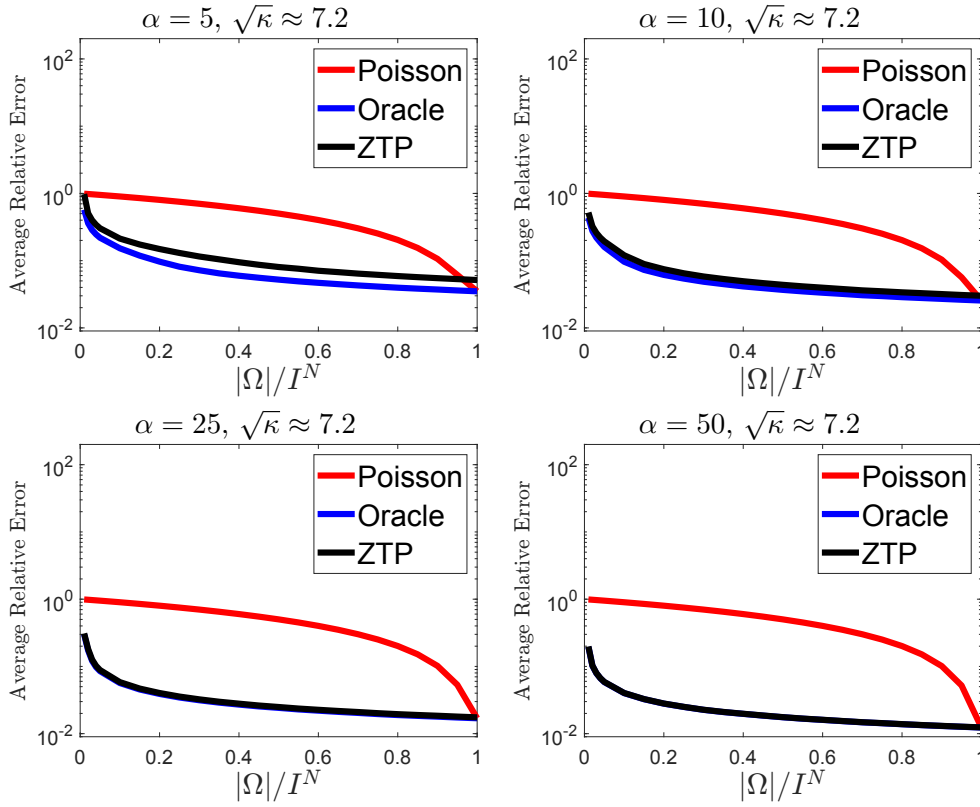 α = 5, √κ ≈ 7.2
Average Relative Error
10^2
10^0
10^-2
Poisson
Oracle
ZTP
0 0.2 0.4 0.6 0.8 1
|Ω|/I^N
α = 10, √κ ≈ 7.2
Average Relative Error
10^2
10^0
10^-2
Poisson
Oracle
ZTP
0 0.2 0.4 0.6 0.8 1
|Ω|/I^N
α = 25, √κ ≈ 7.2
Average Relative Error
10^2
10^0
10^-2
Poisson
Oracle
ZTP
0 0.2 0.4 0.6 0.8 1
|Ω|/I^N
α = 50, √κ ≈ 7.2
Average Relative Error
10^2
10^0
10^-2
Poisson
Oracle
ZTP
0 0.2 0.4 0.6 0.8 1
|Ω|/I^N